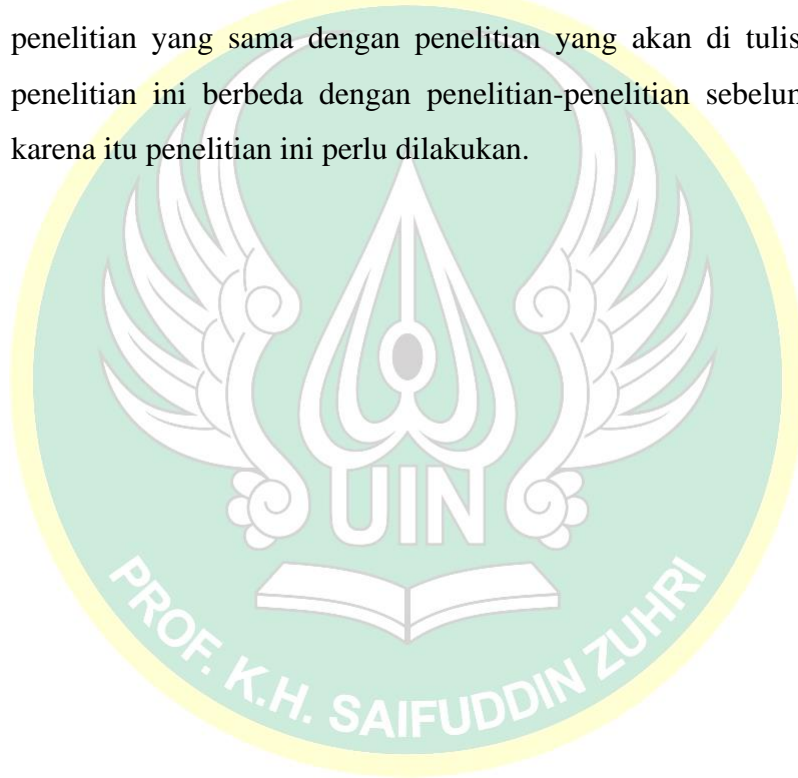 penelitian yang sama dengan penelitian yang akan di tulis
penelitian ini berbeda dengan penelitian-penelitian
karena itu penelitian ini perlu dilakukan.
UIN
PROF. K.H. SAIFUDDIN ZUHRI